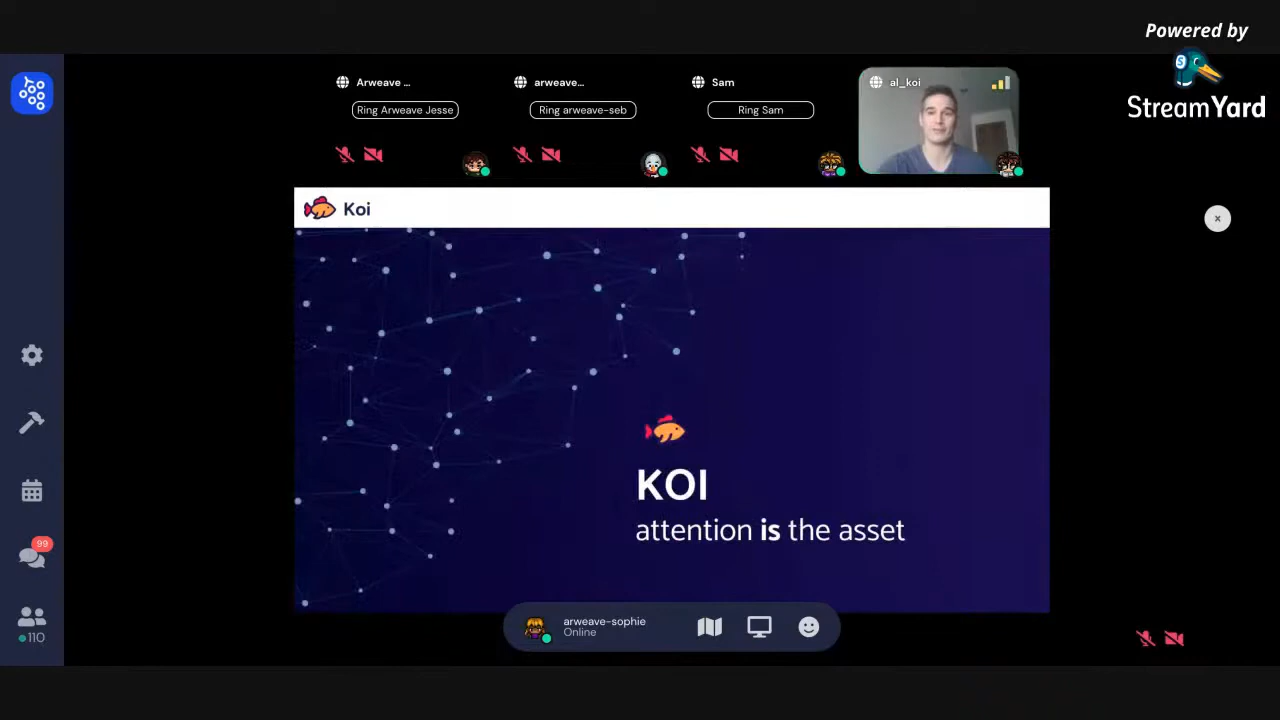 Powered by
StreamYard
Arweave ...
arweave...
Sam
al_koi
Ring Arweave Jesse
Ring arweave-seb
Ring Sam
Koi
KOI
attention is the asset
99
110
arweave-sophie
Online